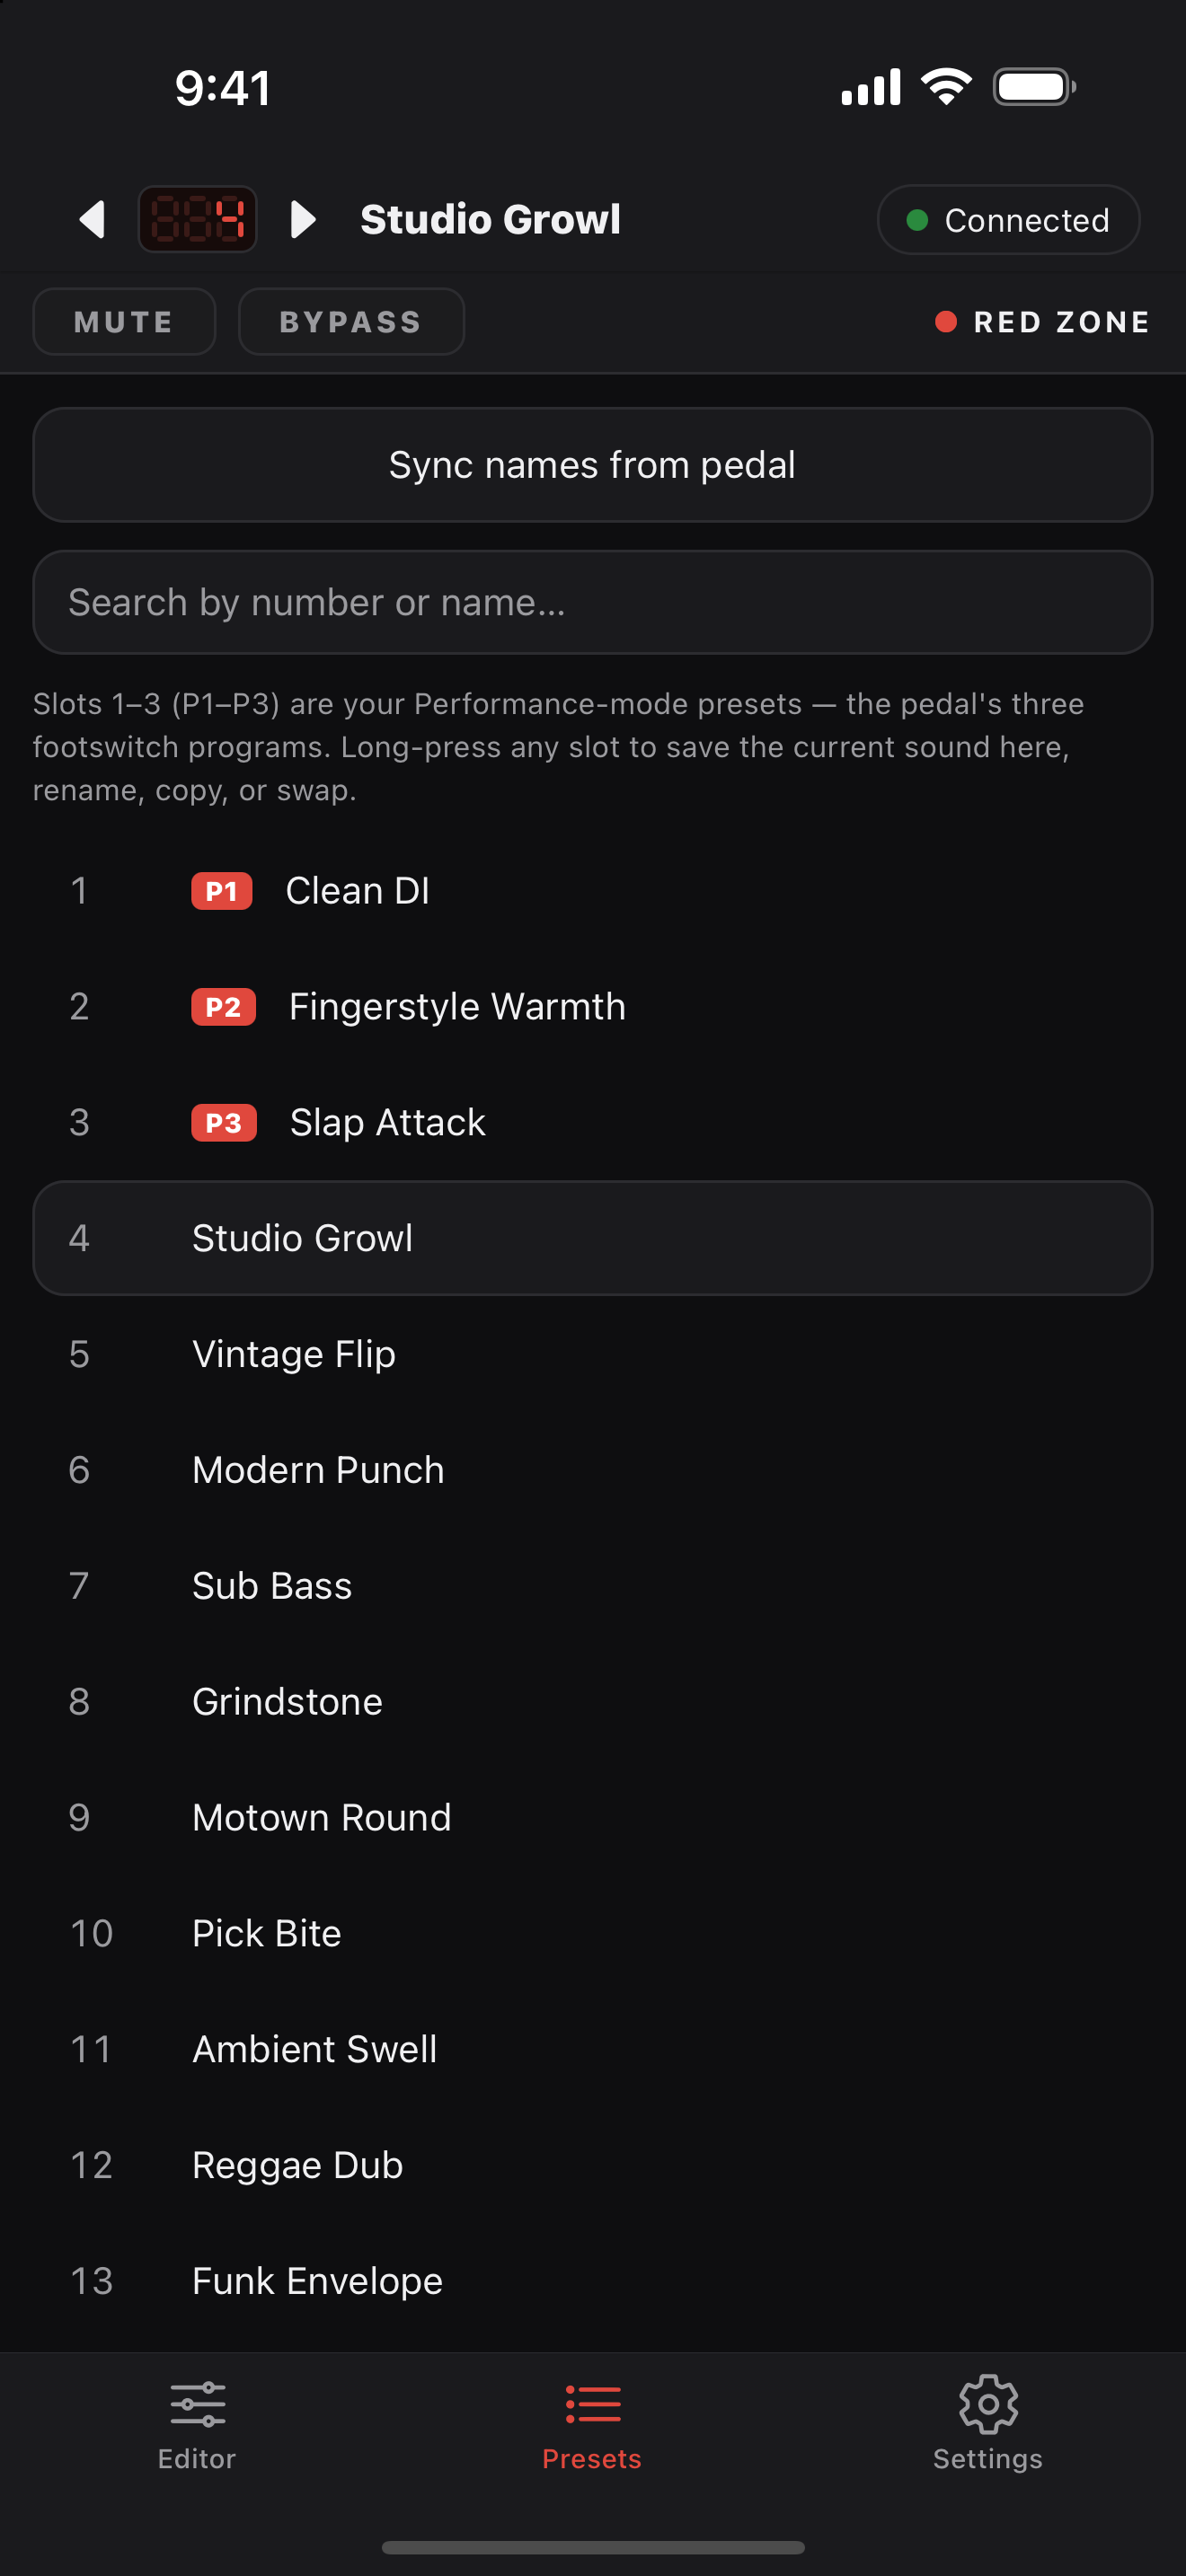 9:41
4
Studio Growl
Connected
MUTE
BYPASS
RED ZONE
Sync names from pedal
Search by number or name...
Slots 1–3 (P1–P3) are your Performance-mode presets — the pedal's three
footswitch programs. Long-press any slot to save the current sound here,
rename, copy, or swap.
1 P1 Clean DI
2 P2 Fingerstyle Warmth
3 P3 Slap Attack
4 Studio Growl
5 Vintage Flip
6 Modern Punch
7 Sub Bass
8 Grindstone
9 Motown Round
10 Pick Bite
11 Ambient Swell
12 Reggae Dub
13 Funk Envelope
Editor
Presets
Settings